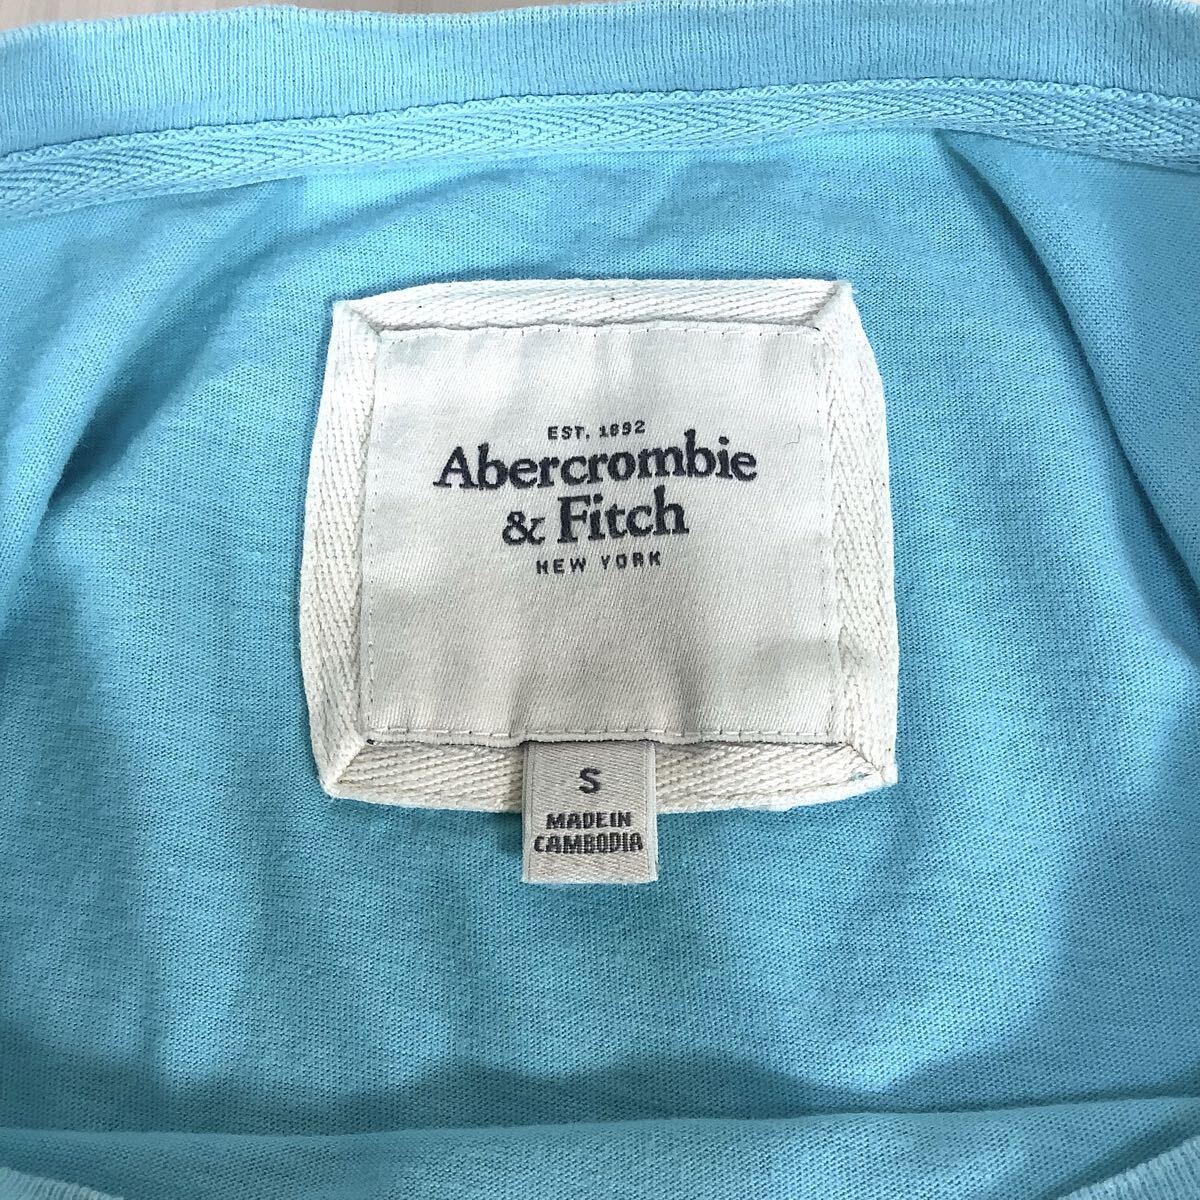 EST. 1892
Abercrombie
& Fitch
NEW YORK
S
MADE IN
CAMBODIA